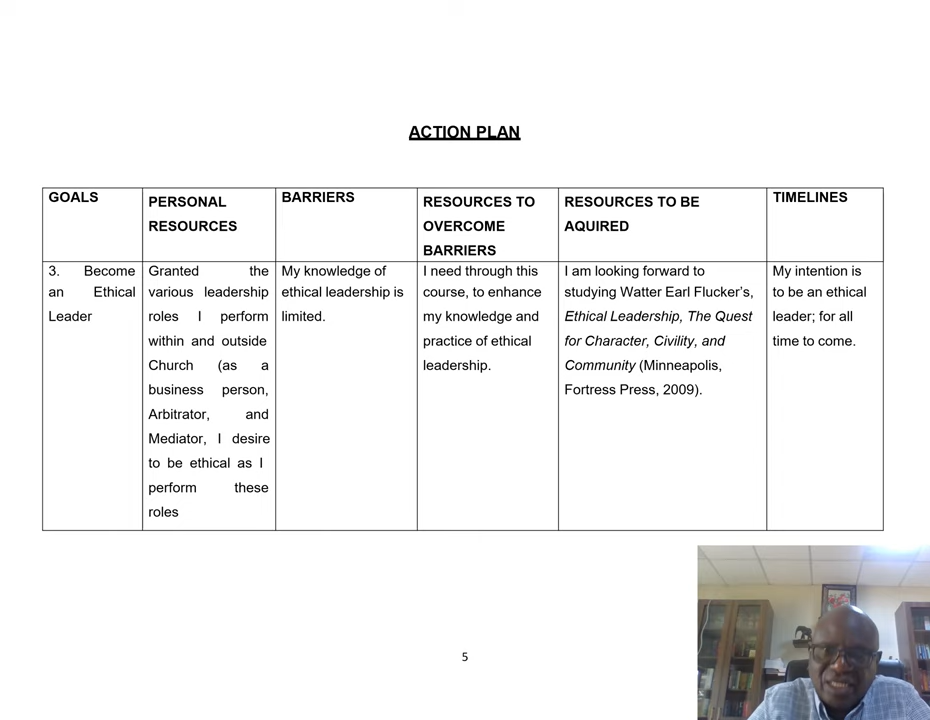 ACTION PLAN
GOALS
PERSONAL
RESOURCES
BARRIERS
RESOURCES TO
OVERCOME
BARRIERS
RESOURCES TO BE
AQUIRED
TIMELINES
3. Become
an Ethical
Leader
Granted the
various leadership
roles I perform
within and outside
Church (as a
business person,
Arbitrator, and
Mediator, I desire
to be ethical as I
perform these
roles
My knowledge of
ethical leadership is
limited.
I need through this
course, to enhance
my knowledge and
practice of ethical
leadership.
I am looking forward to
studying Watter Earl Flucker’s,
Ethical Leadership, The Quest
for Character, Civility, and
Community (Minneapolis,
Fortress Press, 2009).
My intention is
to be an ethical
leader; for all
time to come.
5